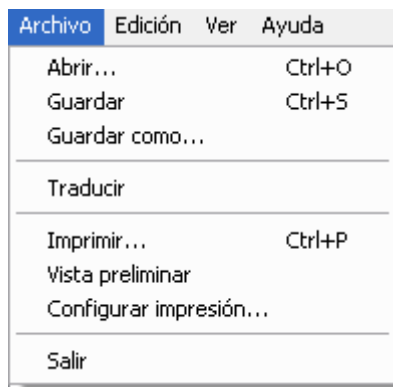 Archivo Edición Ver Ayuda
Abrir... Ctrl+O
Guardar Ctrl+S
Guardar como...
Traducir
Imprimir... Ctrl+P
Vista preliminar
Configurar impresión...
Salir